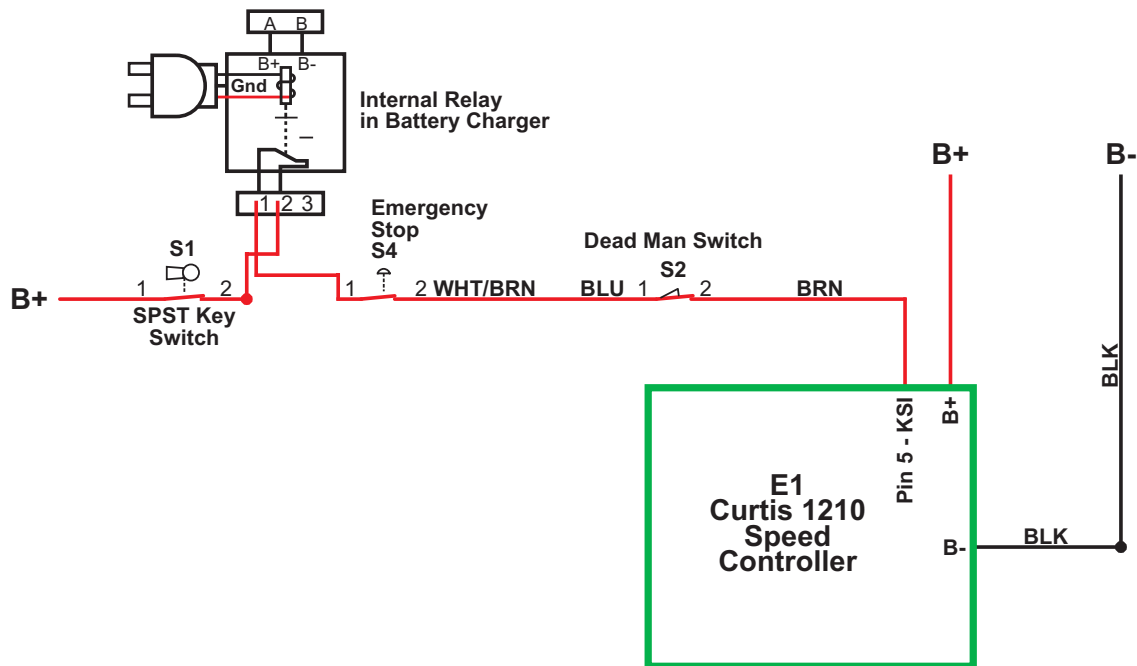 A B
B+ B-
Gnd
Internal Relay
in Battery Charger
1 2 3
B+
B-
Emergency
Stop
S4
Dead Man Switch
S1
S2
B+
1 2
1 2 WHT/BRN BLU 1 2 BRN
SPST Key
Switch
BLK
Pin 5 - KSI
B+
E1
Curtis 1210
Speed
Controller
B-
BLK